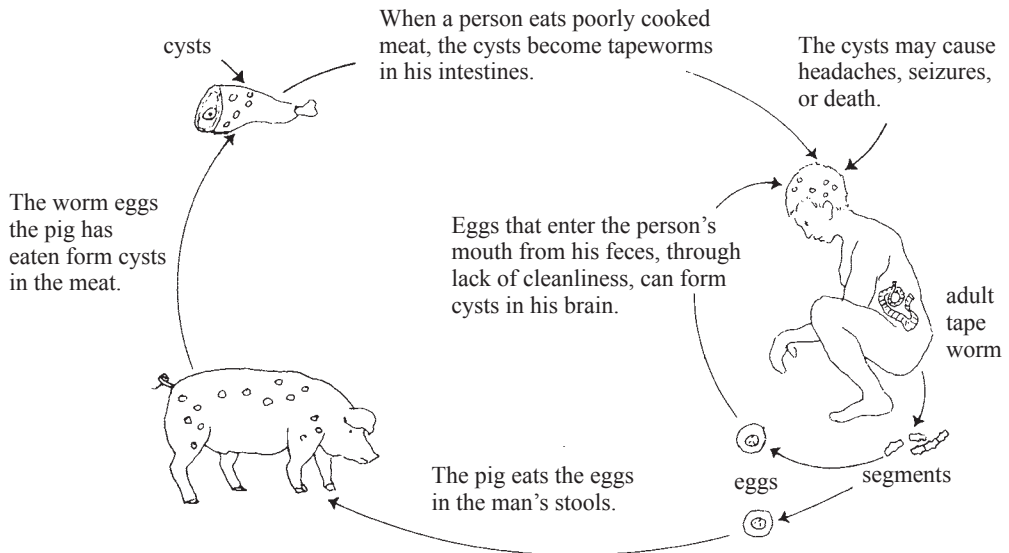 cysts
When a person eats poorly cooked
meat, the cysts become tapeworms
in his intestines.
The cysts may cause
headaches, seizures,
or death.
The worm eggs
the pig has
eaten form cysts
in the meat.
Eggs that enter the person's
mouth from his feces, through
lack of cleanliness, can form
cysts in his brain.
adult
tape
worm
The pig eats the eggs
in the man's stools.
eggs
segments